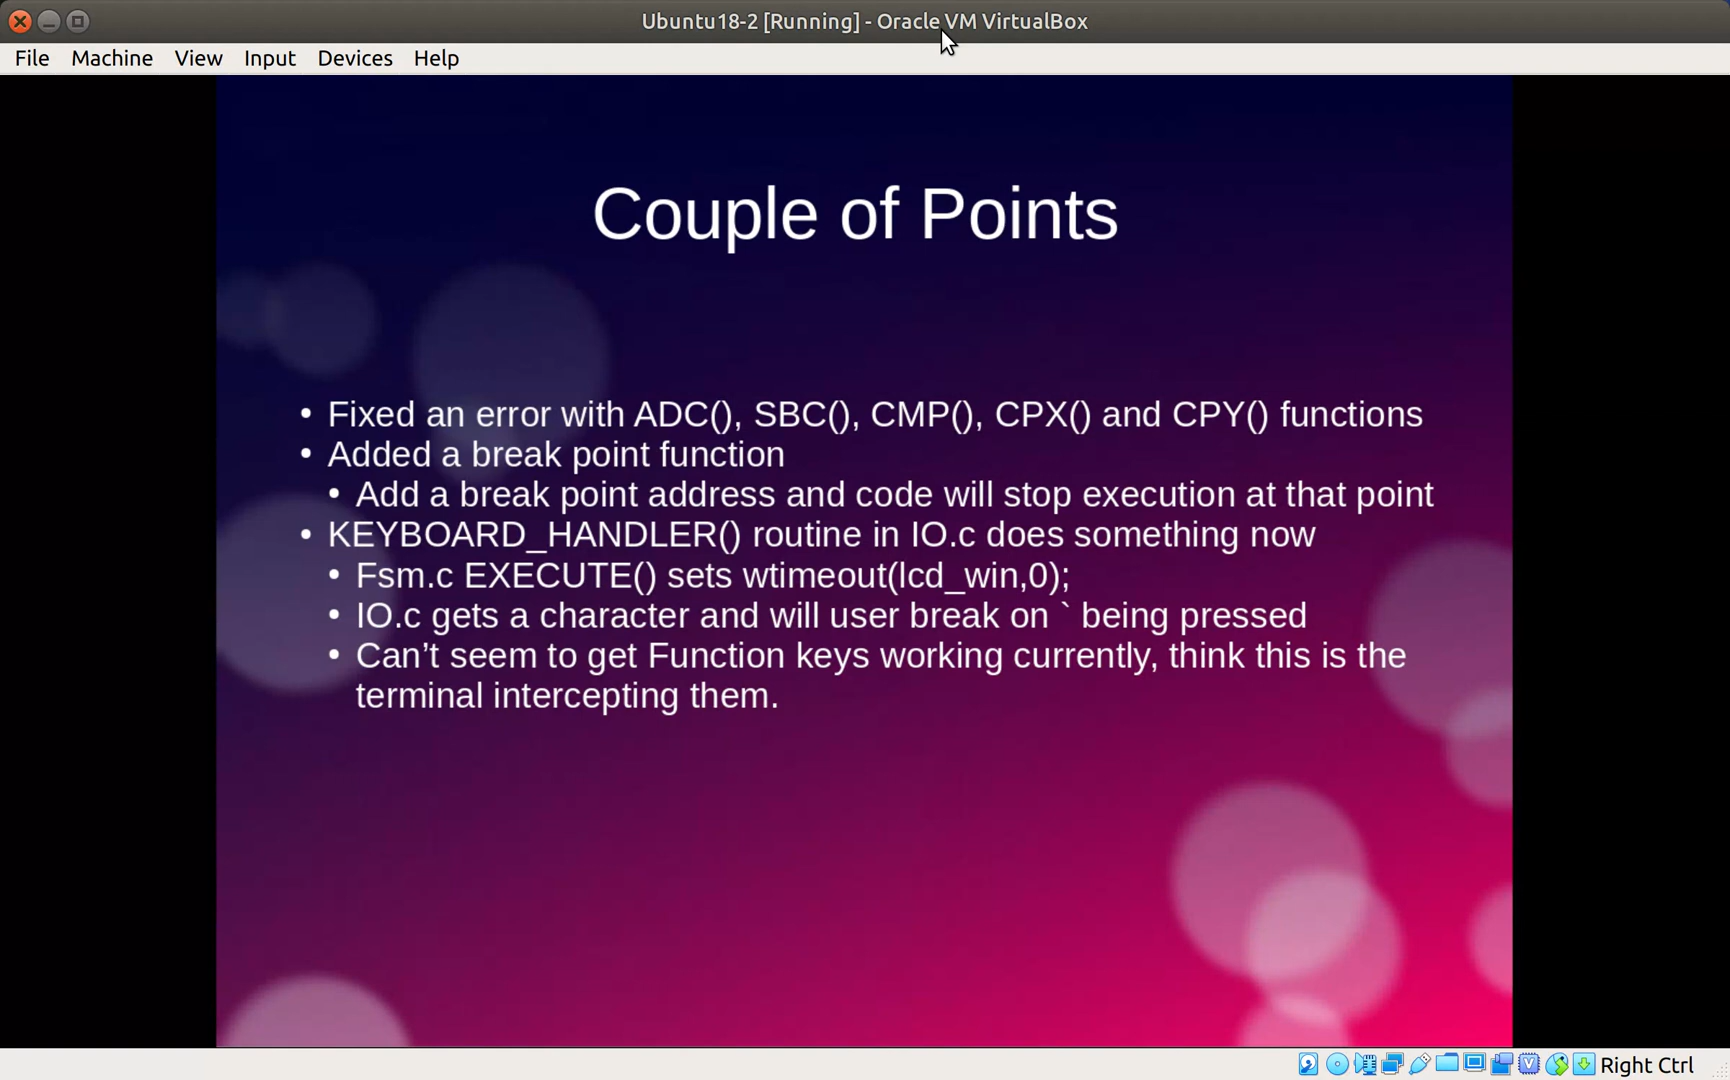 Ubuntu18-2 [Running] - Oracle VM VirtualBox
File Machine View Input Devices Help
Couple of Points
• Fixed an error with ADC(), SBC(), CMP(), CPX() and CPY() functions
• Added a break point function
• Add a break point address and code will stop execution at that point
• KEYBOARD_HANDLER() routine in IO.c does something now
• Fsm.c EXECUTE() sets wtimeout(lcd_win,0);
• IO.c gets a character and will user break on ` being pressed
• Can’t seem to get Function keys working currently, think this is the
terminal intercepting them.
Right Ctrl